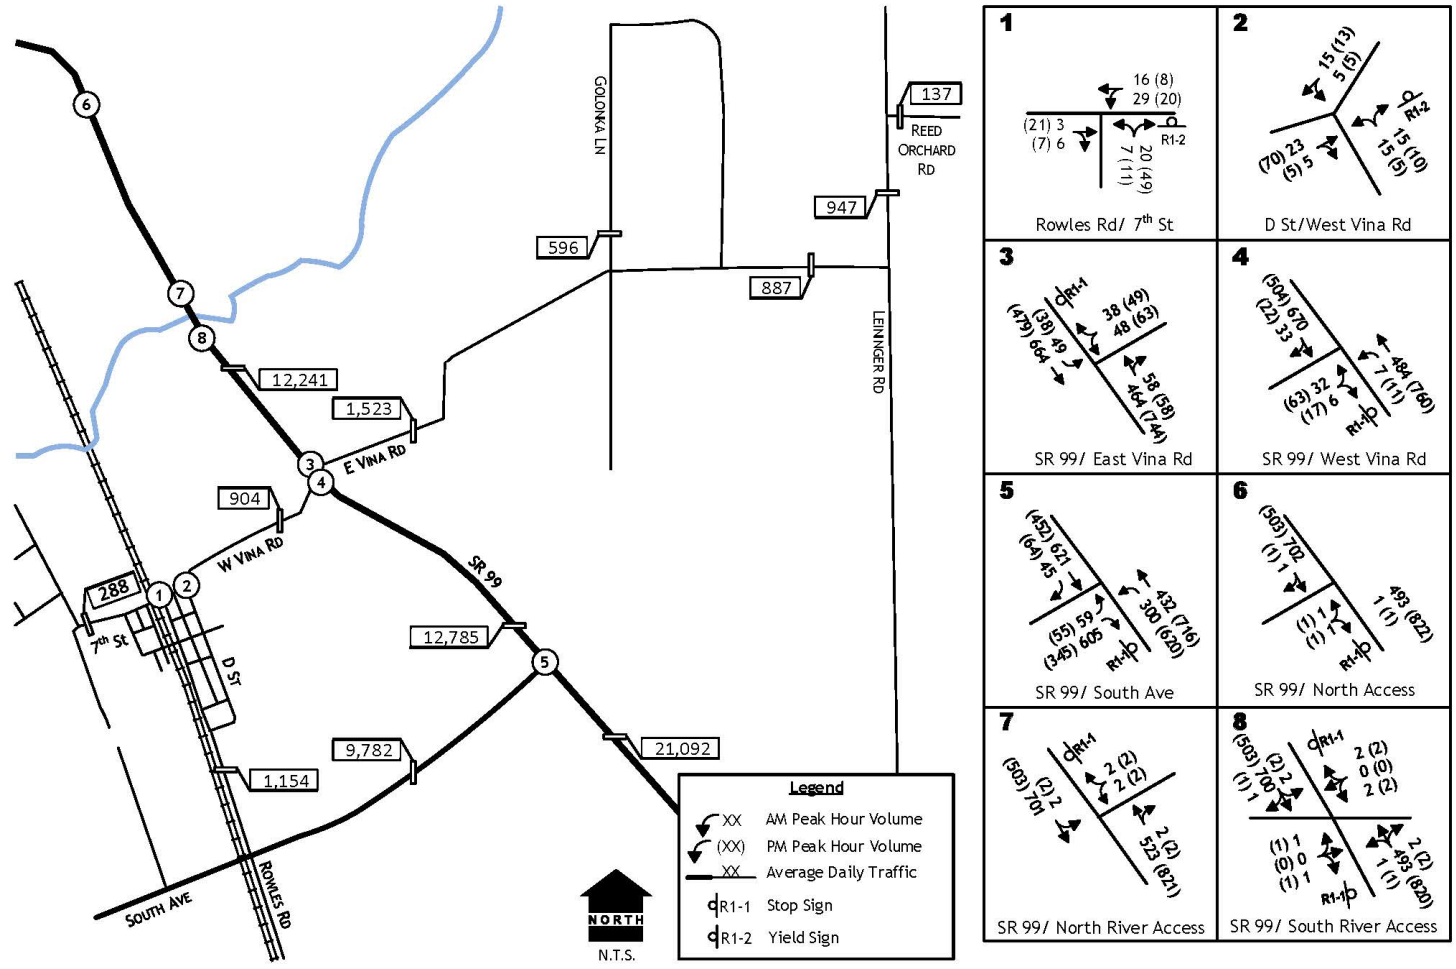 6
7
8
3
4
1
2
5
GOLONKA LN
137
REED
ORCHARD
RD
947
596
887
LEININGER RD
12,241
1,523
E VINA RD
904
W VINA RD
288
7th ST
D ST
SR 99
12,785
9,782
21,092
1,154
SOUTH AVE
ROWLES RD
NORTH
N.T.S.
Legend
XX AM Peak Hour Volume
(XX) PM Peak Hour Volume
XX Average Daily Traffic
R1-1 Stop Sign
R1-2 Yield Sign
1
16 (8)
29 (20)
(21) 3
(7) 6
20 (49)
7 (11)
R1-2
Rowles Rd/ 7th St
2
15 (13)
5 (5)
R1-2
(70) 23
(5) 5
15 (10)
15 (5)
D St/West Vina Rd
3
R1-1
38 (49)
48 (63)
(38) 49
(479) 664
58 (58)
464 (744)
SR 99/ East Vina Rd
4
(504) 670
(22) 33
484 (760)
7 (11)
(63) 32
(17) 6
R1-1
SR 99/ West Vina Rd
5
(452) 621
(64) 45
432 (716)
300 (620)
(55) 59
(345) 605
R1-1
SR 99/ South Ave
6
(503) 702
(1) 1
493 (822)
1 (1)
(1) 1
(1) 1
R1-1
SR 99/ North Access
7
R1-1
2 (2)
2 (2)
(2) 2
(503) 701
2 (2)
523 (821)
SR 99/ North River Access
8
R1-1
2 (2)
0 (0)
2 (2)
(2) 2
(503) 700
(1) 1
(1) 1
(0) 0
(1) 1
2 (2)
493 (820)
1 (1)
R1-1
SR 99/ South River Access